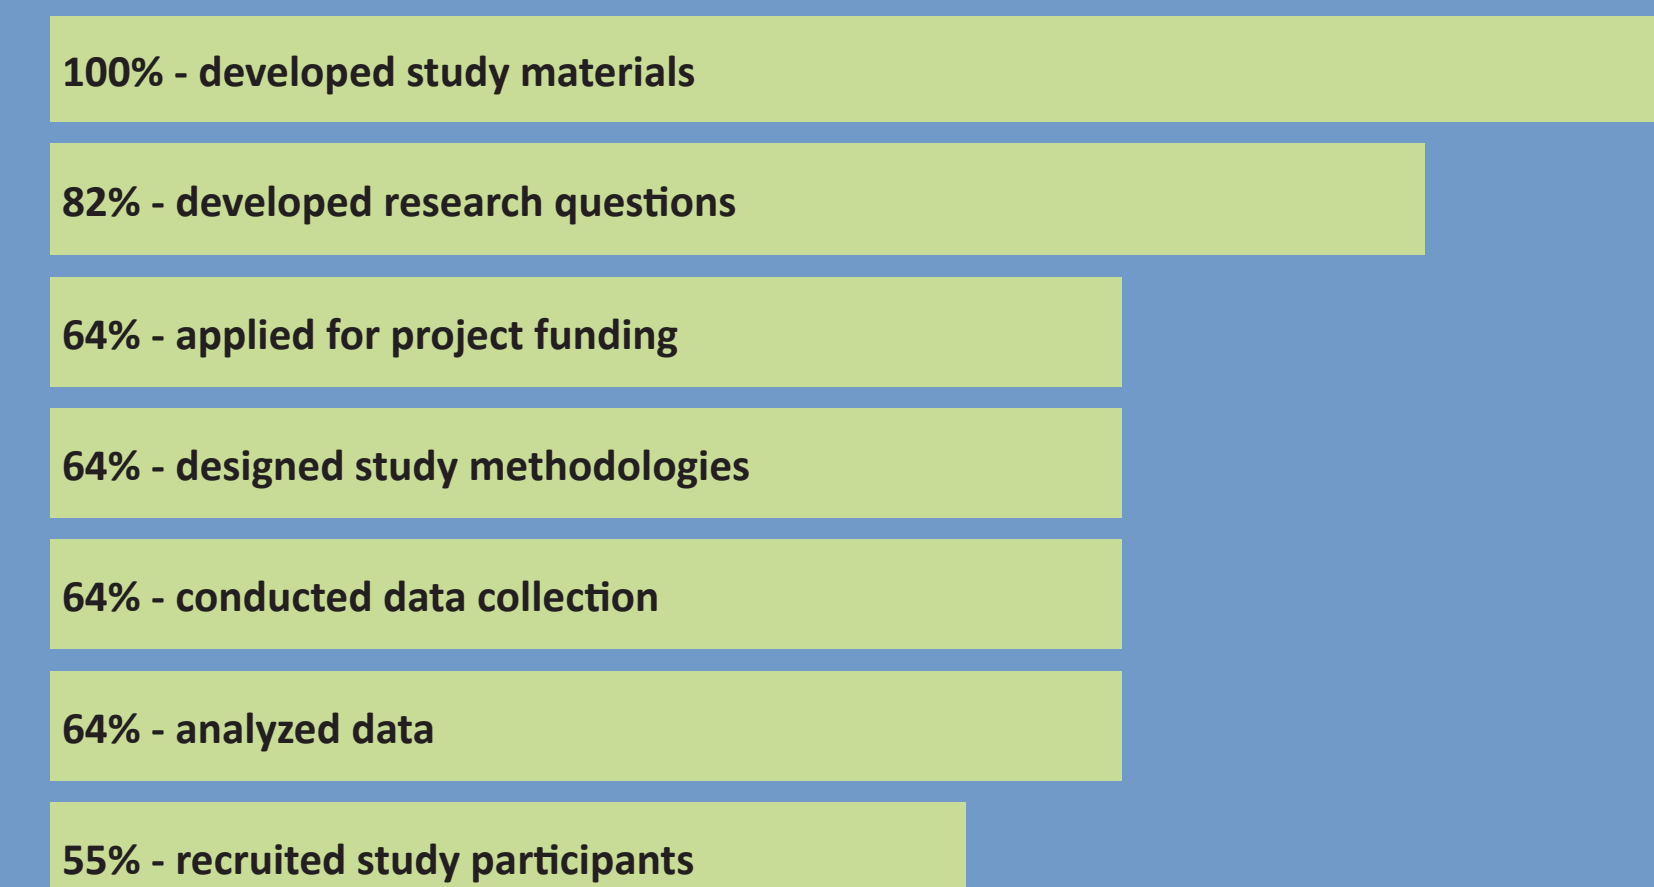 100% - developed study materials
82% - developed research questions
64% - applied for project funding
64% - designed study methodologies
64% - conducted data collection
64% - analyzed data
55% - recruited study participants